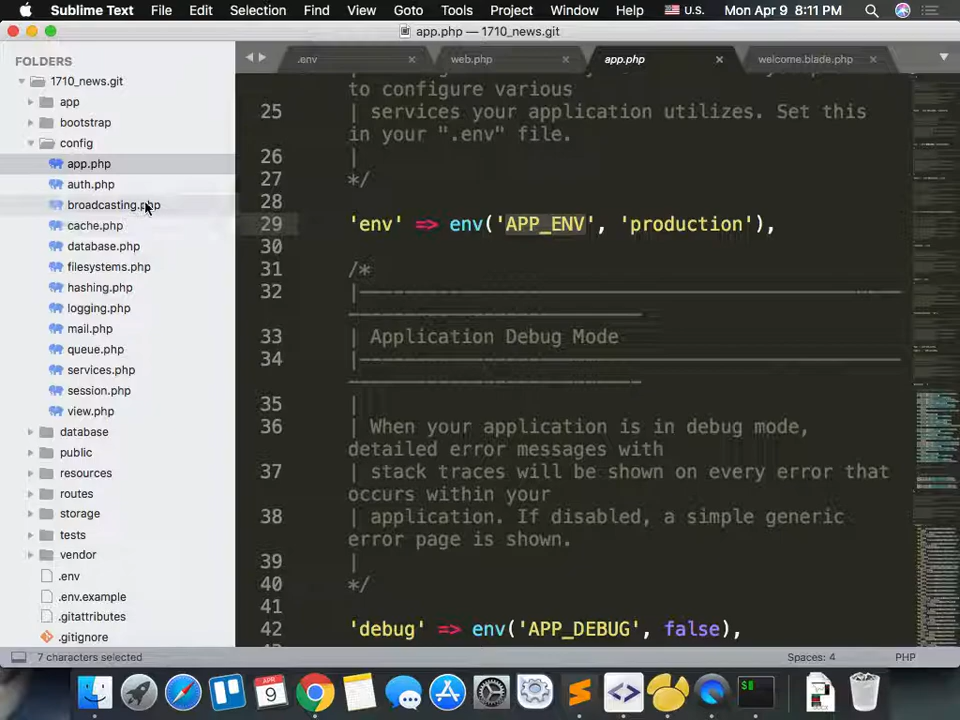 Sublime Text File Edit Selection Find Goto Tools Project Window Help U.S. Mon Apr 9 8:11 PM
app.php — 1710_news.git
FOLDERS
1710_news.git
app
bootstrap
config
app.php
auth.php
broadcasting.php
cache.php
database.php
filesystems.php
hashing.php
logging.php
mail.php
queue.php
services.php
session.php
view.php
database
public
resources
routes
storage
tests
vendor
.env
.env.example
.gitattributes
.gitignore
.env web.php app.php welcome.blade.php
to configure various
25 | services your application utilizes. Set this
in your ".env" file.
26 |
27 */
28
29 'env' => env('APP_ENV', 'production'),
30
31 /*
32 |--------------------------------------------------
--------------------------
33 | Application Debug Mode
34 |--------------------------------------------------
--------------------------
35 |
36 | When your application is in debug mode,
detailed error messages with
37 | stack traces will be shown on every error that
occurs within your
38 | application. If disabled, a simple generic
error page is shown.
39 |
40 */
41
42 'debug' => env('APP_DEBUG', false),
7 characters selected Spaces: 4 PHP
9